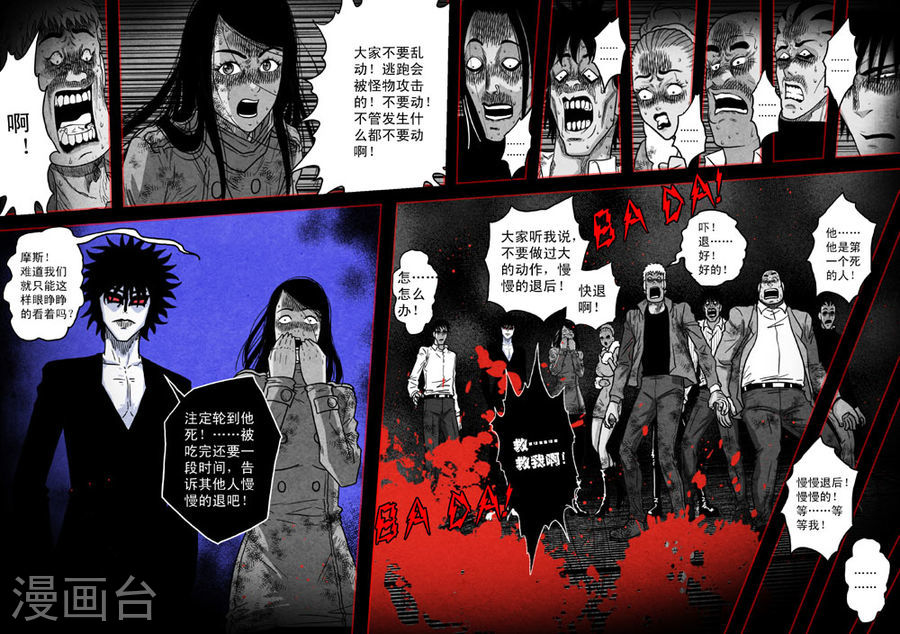 啊！
大家不要乱
动！逃跑会
被怪物攻击
的！不要动！
不管发生什
么都不要动
啊！
……
……
……
……
……
……
摩斯！
难道我们
就只能这
样眼睁睁
的看着吗？
注定轮到他
死！……被
吃完还要一
段时间，告
诉其他人慢
慢的退吧！
BA DA!
怎……
怎么
办！
大家听我说，
不要做过大
的动作，慢
慢的退后！
快退
啊！
吓！
退……
好！
好的！
他……
他是第
一个死
的人！
救……
救我啊！
BA DA!
慢慢退后！
慢慢的！
等……等
等我！
……
……
漫画台